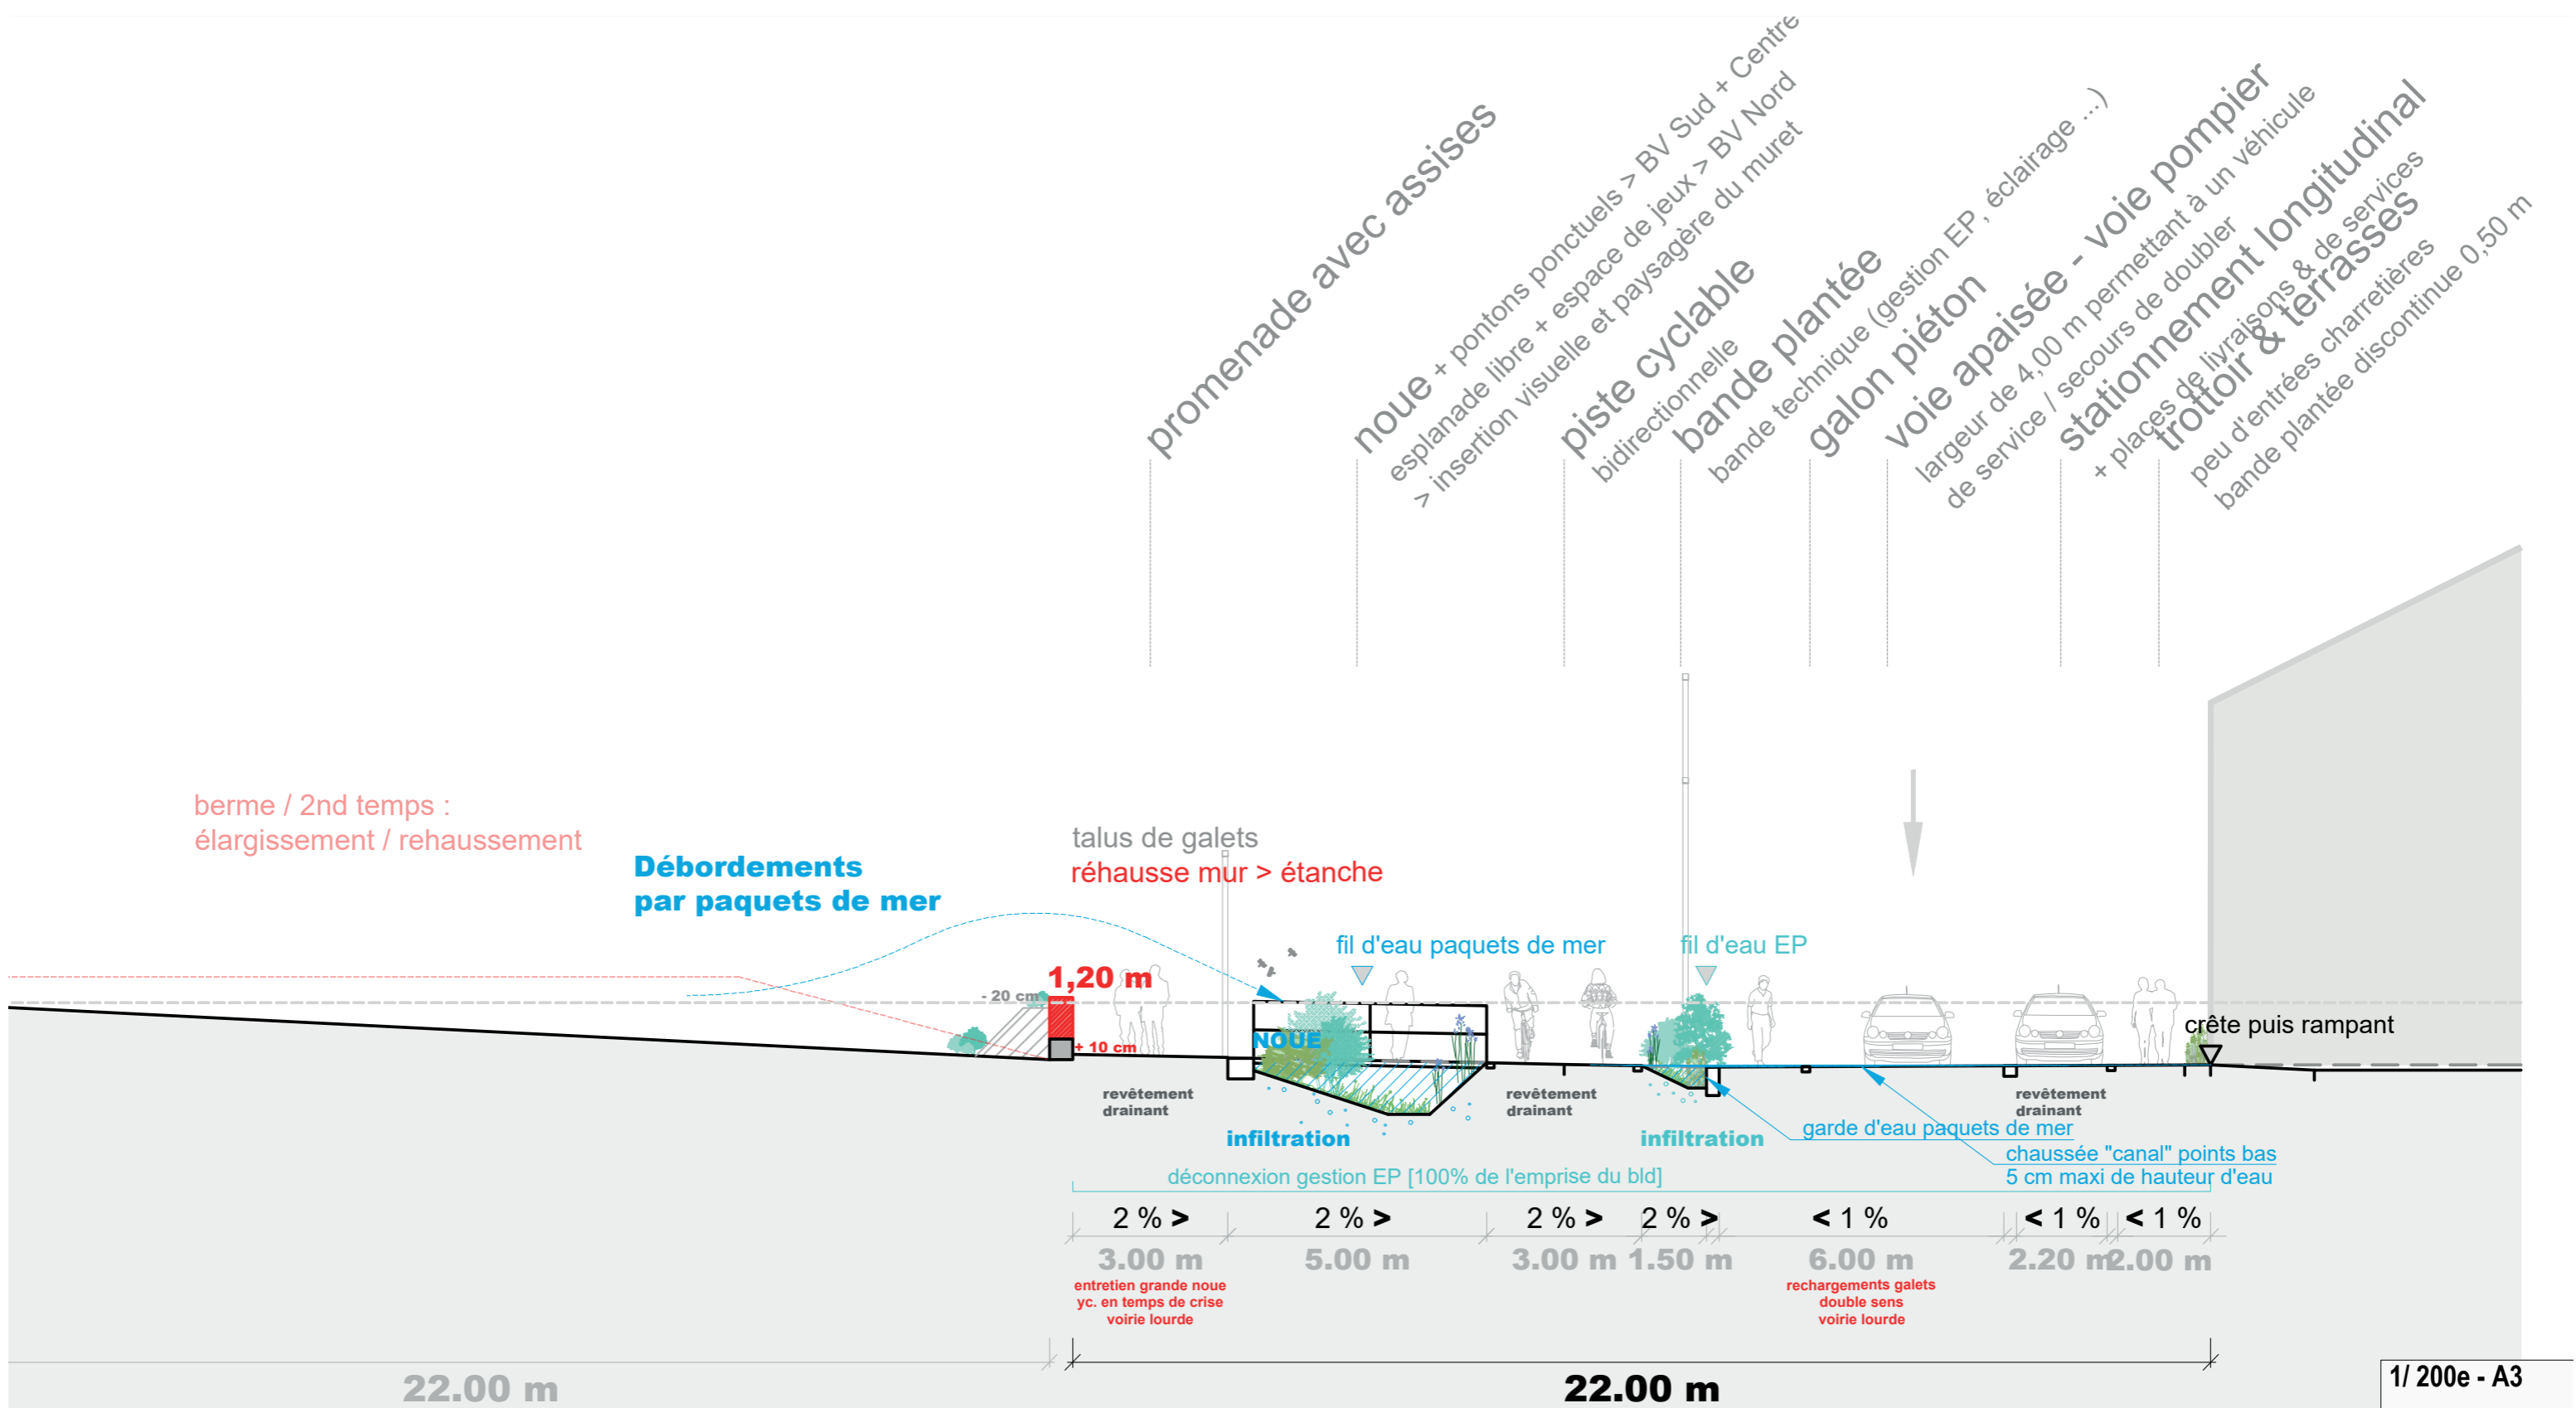 promenade avec assises
noue + pontons ponctuels > BV Sud + Centre
esplanade libre + espace de jeux > BV Nord
> insertion visuelle et paysagère du muret
piste cyclable
bidirectionnelle
bande plantée
bande technique (gestion EP, éclairage ...)
galon piéton
voie apaisée - voie pompier
largeur de 4,00 m permettant à un véhicule
de service / secours de doubler
stationnement longitudinal
+ places de livraisons & de services
trottoir & terrasses
peu d'entrées charretières
bande plantée discontinue 0,50 m
berme / 2nd temps :
élargissement / rehaussement
Débordements
par paquets de mer
talus de galets
réhausse mur > étanche
fil d'eau paquets de mer
fil d'eau EP
1,20 m
- 20 cm
+ 10 cm
NOUE
crête puis rampant
revêtement
drainant
revêtement
drainant
revêtement
drainant
infiltration
infiltration
garde d'eau paquets de mer
chaussée "canal" points bas
5 cm maxi de hauteur d'eau
déconnexion gestion EP [100% de l'emprise du bld]
2 % >
2 % >
2 % >
2 % >
< 1 %
< 1 %
< 1 %
3.00 m
5.00 m
3.00 m
1.50 m
6.00 m
2.20 m
2.00 m
entretien grande noue
yc. en temps de crise
voirie lourde
rechargements galets
double sens
voirie lourde
22.00 m
22.00 m
1/ 200e - A3